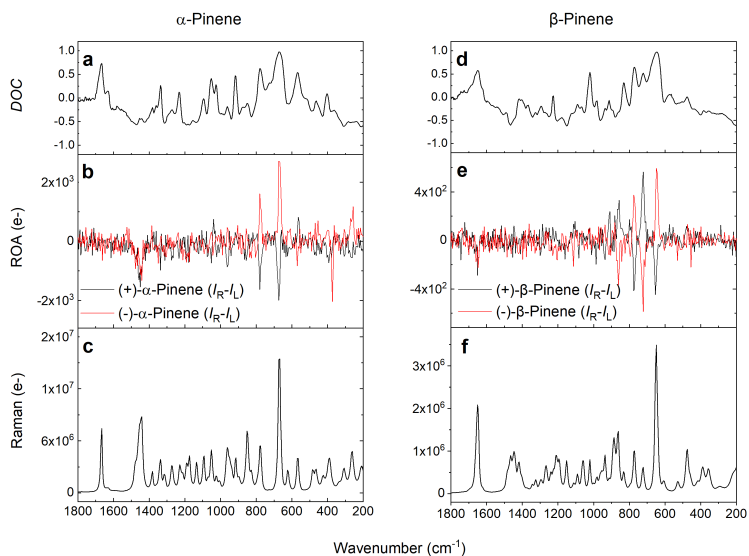 α-Pinene β-Pinene
a
d
DOC
1.0
0.5
0.0
-0.5
-1.0
1.0
0.5
0.0
-0.5
-1.0
b
e
ROA (e-)
2x10³
0
-2x10³
4x10²
0
-4x10²
(+)-α-Pinene (I_R-I_L)
(-)-α-Pinene (I_R-I_L)
(+)-β-Pinene (I_R-I_L)
(-)-β-Pinene (I_R-I_L)
c
f
Raman (e-)
1x10⁷
6x10⁶
0
3x10⁶
2x10⁶
1x10⁶
0
1800 1600 1400 1200 1000 800 600 400 200
1800 1600 1400 1200 1000 800 600 400 200
Wavenumber (cm⁻¹)